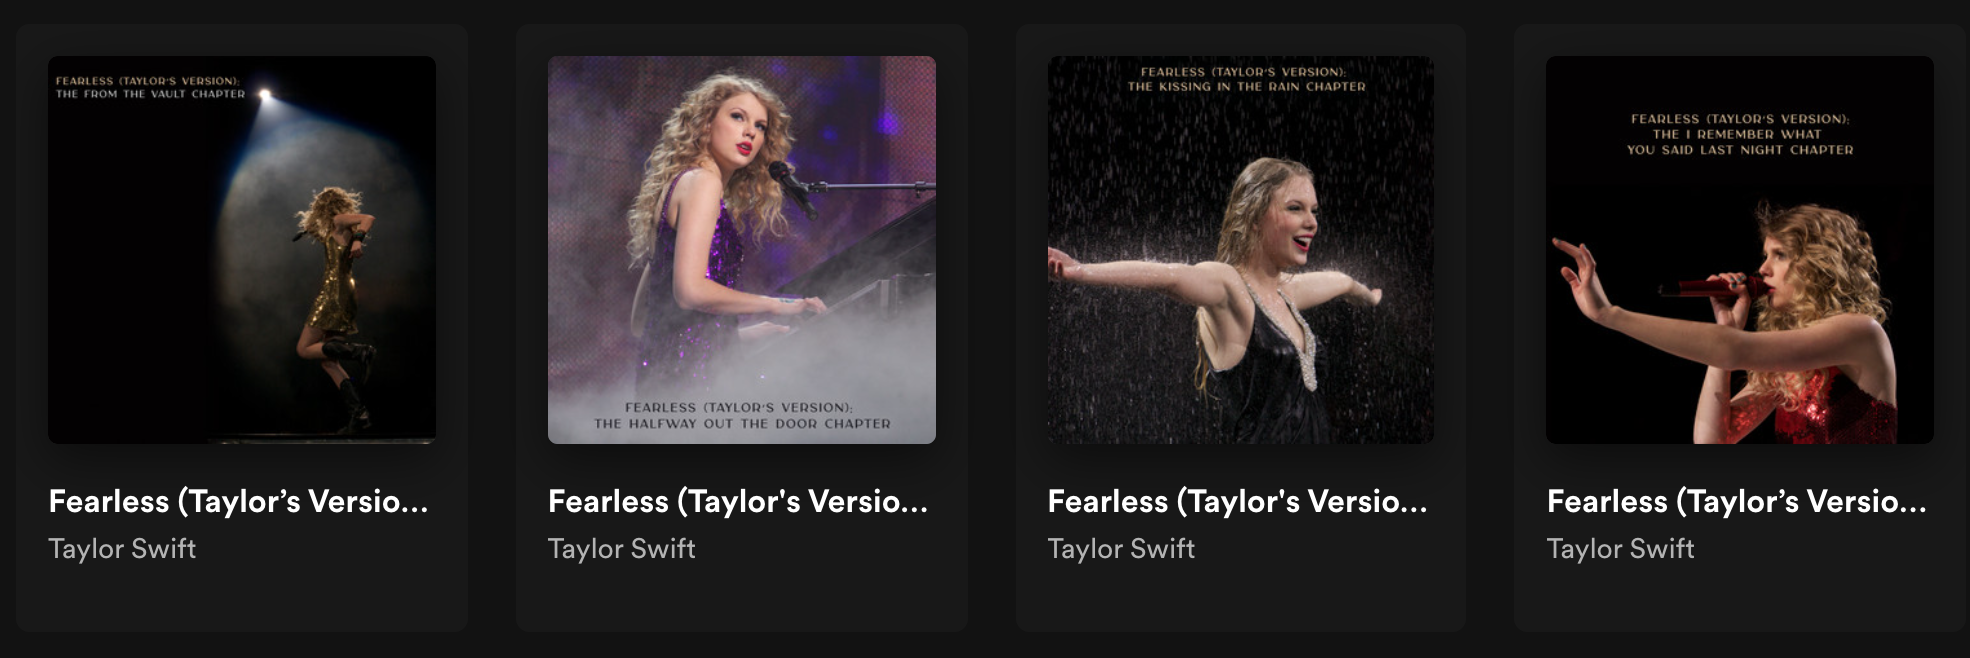 FEARLESS (TAYLOR'S VERSION):
THE FROM THE VAULT CHAPTER
Fearless (Taylor’s Versio...
Taylor Swift
FEARLESS (TAYLOR'S VERSION):
THE HALFWAY OUT THE DOOR CHAPTER
Fearless (Taylor's Versio...
Taylor Swift
FEARLESS (TAYLOR'S VERSION):
THE KISSING IN THE RAIN CHAPTER
Fearless (Taylor's Versio...
Taylor Swift
FEARLESS (TAYLOR'S VERSION):
THE I REMEMBER WHAT
YOU SAID LAST NIGHT CHAPTER
Fearless (Taylor’s Versio...
Taylor Swift